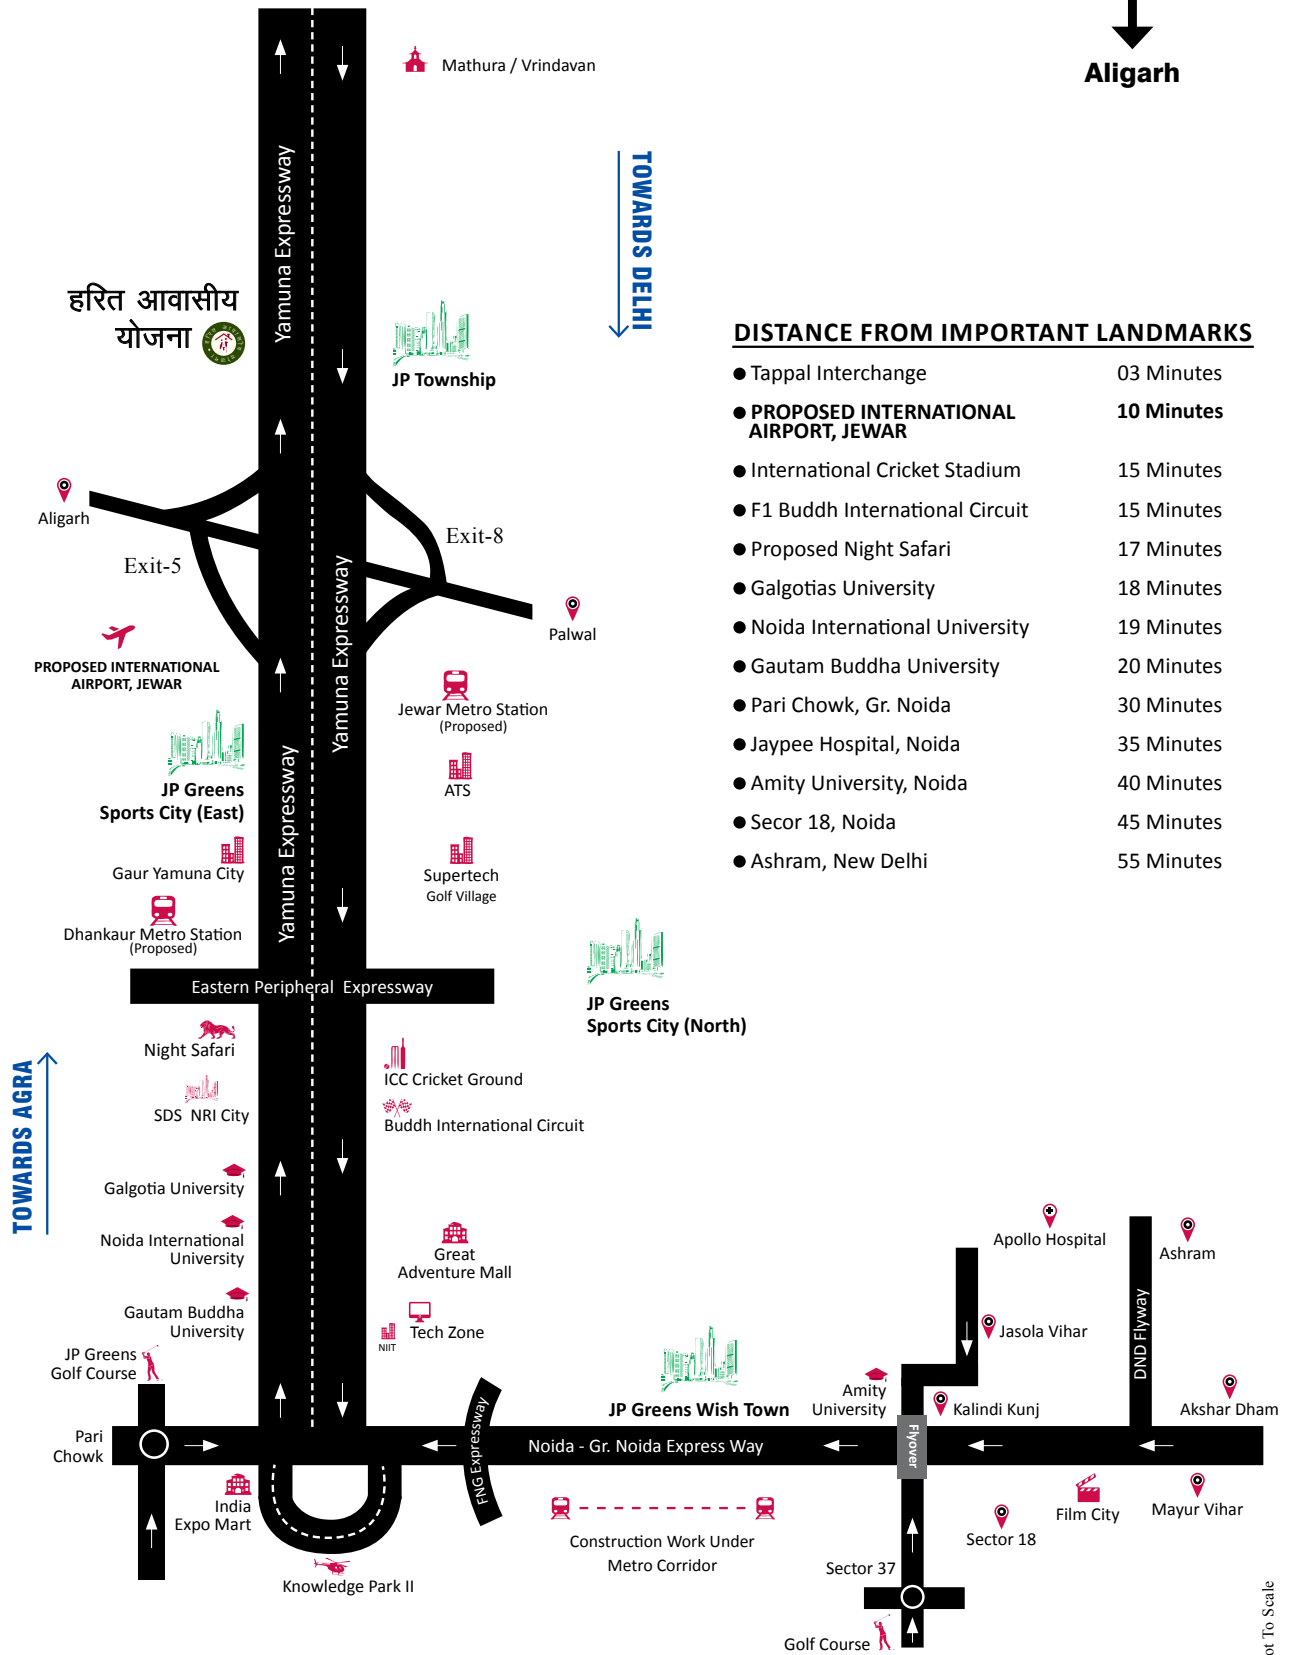 Aligarh
Mathura / Vrindavan
Yamuna Expressway
TOWARDS DELHI
हरित आवासीय
योजना
JP Township
DISTANCE FROM IMPORTANT LANDMARKS
Tappal Interchange 03 Minutes
PROPOSED INTERNATIONAL 10 Minutes
AIRPORT, JEWAR
International Cricket Stadium 15 Minutes
F1 Buddh International Circuit 15 Minutes
Proposed Night Safari 17 Minutes
Galgotias University 18 Minutes
Noida International University 19 Minutes
Gautam Buddha University 20 Minutes
Pari Chowk, Gr. Noida 30 Minutes
Jaypee Hospital, Noida 35 Minutes
Amity University, Noida 40 Minutes
Secor 18, Noida 45 Minutes
Ashram, New Delhi 55 Minutes
Aligarh
Exit-5
Exit-8
Palwal
Yamuna Expressway
PROPOSED INTERNATIONAL
AIRPORT, JEWAR
Jewar Metro Station
(Proposed)
JP Greens
Sports City (East)
ATS
Yamuna Expressway
Gaur Yamuna City
Supertech
Golf Village
Dhankaur Metro Station
(Proposed)
Eastern Peripheral Expressway
JP Greens
Sports City (North)
Night Safari
ICC Cricket Ground
SDS NRI City
Buddh International Circuit
TOWARDS AGRA
Galgotia University
Noida International
University
Great
Adventure Mall
Gautam Buddha
University
Tech Zone
NIIT
JP Greens
Golf Course
Apollo Hospital
Ashram
Jasola Vihar
DND Flyway
Amity
University
Kalindi Kunj
Akshar Dham
JP Greens Wish Town
Pari
Chowk
FNG Expressway
Noida - Gr. Noida Express Way
Flyover
India
Expo Mart
Film City
Mayur Vihar
Sector 18
Construction Work Under
Metro Corridor
Sector 37
Knowledge Park II
Golf Course
ot To Scale